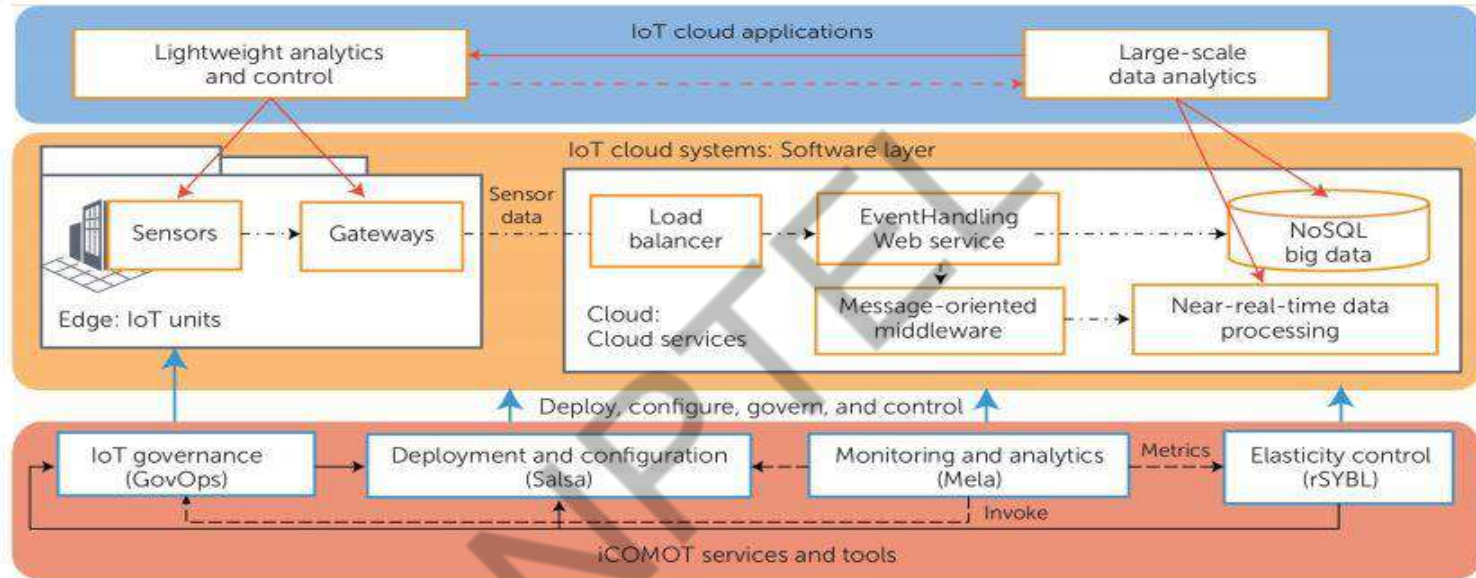 IoT cloud applications
Lightweight analytics
and control
Large-scale
data analytics
IoT cloud systems: Software layer
Sensors
Gateways
Edge: IoT units
Sensor
data
Load
balancer
EventHandling
Web service
NoSQL
big data
Message-oriented
middleware
Near-real-time data
processing
Cloud:
Cloud services
Deploy, configure, govern, and control
IoT governance
(GovOps)
Deployment and configuration
(Salsa)
Monitoring and analytics
(Mela)
Metrics
Elasticity control
(rSYBL)
Invoke
iCOMOT services and tools
NPTEL